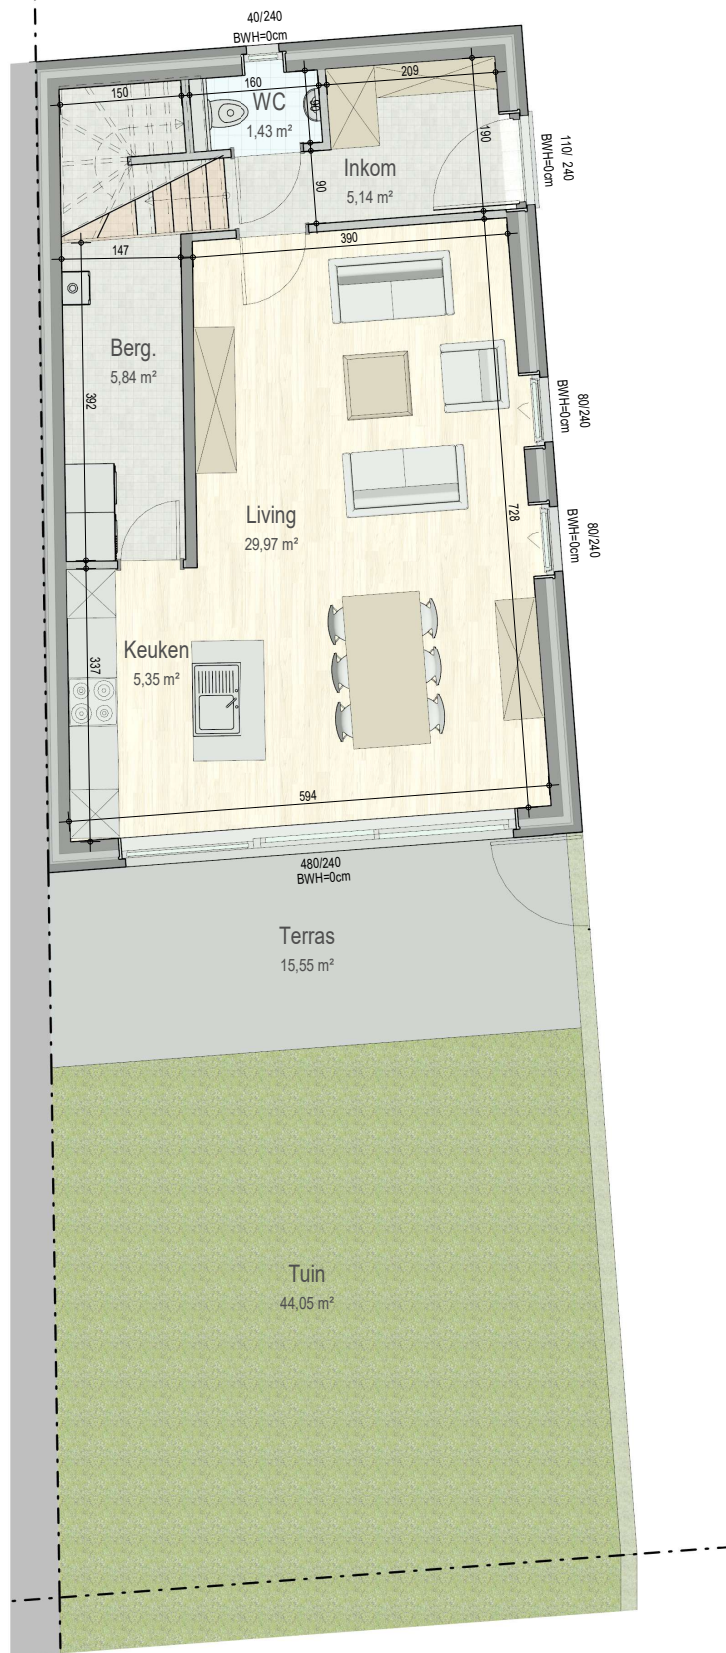 40/240
BWH=0cm
150
160
209
WC
1,43 m²
90
190
110/ 240
BWH=0cm
Inkom
5,14 m²
90
147
390
Berg.
5,84 m²
392
80/240
BWH=0cm
Living
29,97 m²
728
80/240
BWH=0cm
Keuken
5,35 m²
337
594
480/240
BWH=0cm
Terras
15,55 m²
Tuin
44,05 m²